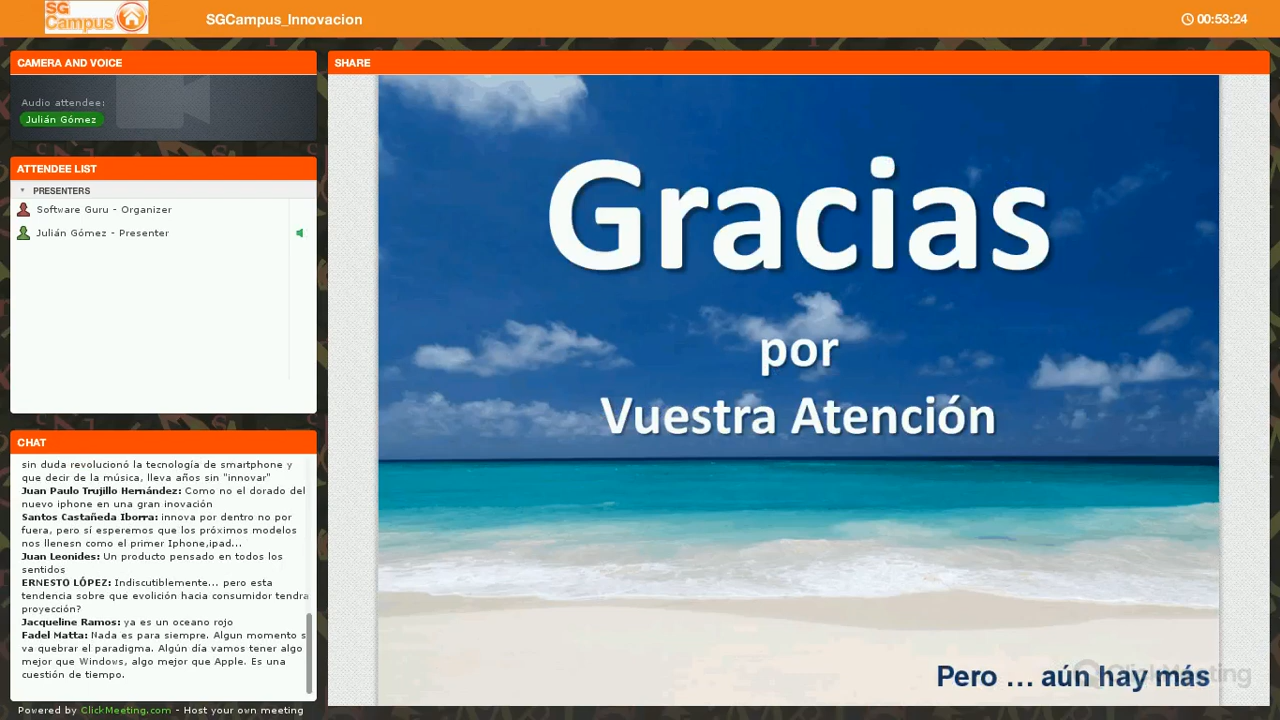 SG
Campus
SGCampus_Innovacion
00:53:24
CAMERA AND VOICE
Audio attendee:
Julián Gómez
ATTENDEE LIST
PRESENTERS
Software Guru - Organizer
Julián Gómez - Presenter
CHAT
sin duda revolucionó la tecnología de smartphone y
que decir de la música, lleva años sin "innovar"
Juan Paulo Trujillo Hernández: Como no el dorado del
nuevo iphone en una gran inovación
Santos Castañeda Iborra: innova por dentro no por
fuera, pero sí esperemos que los próximos modelos
nos llenesn como el primer Iphone,ipad...
Juan Leonides: Un producto pensado en todos los
sentidos
ERNESTO LÓPEZ: Indiscutiblemente... pero esta
tendencia sobre que evolición hacia consumidor tendra
proyección?
Jacqueline Ramos: ya es un oceano rojo
Fadel Matta: Nada es para siempre. Algun momento s
va quebrar el paradigma. Algún día vamos tener algo
mejor que Windows, algo mejor que Apple. Es una
cuestión de tiempo.
Powered by ClickMeeting.com - Host your own meeting
SHARE
Gracias
por
Vuestra Atención
Pero ... aún hay más
ClickMeeting